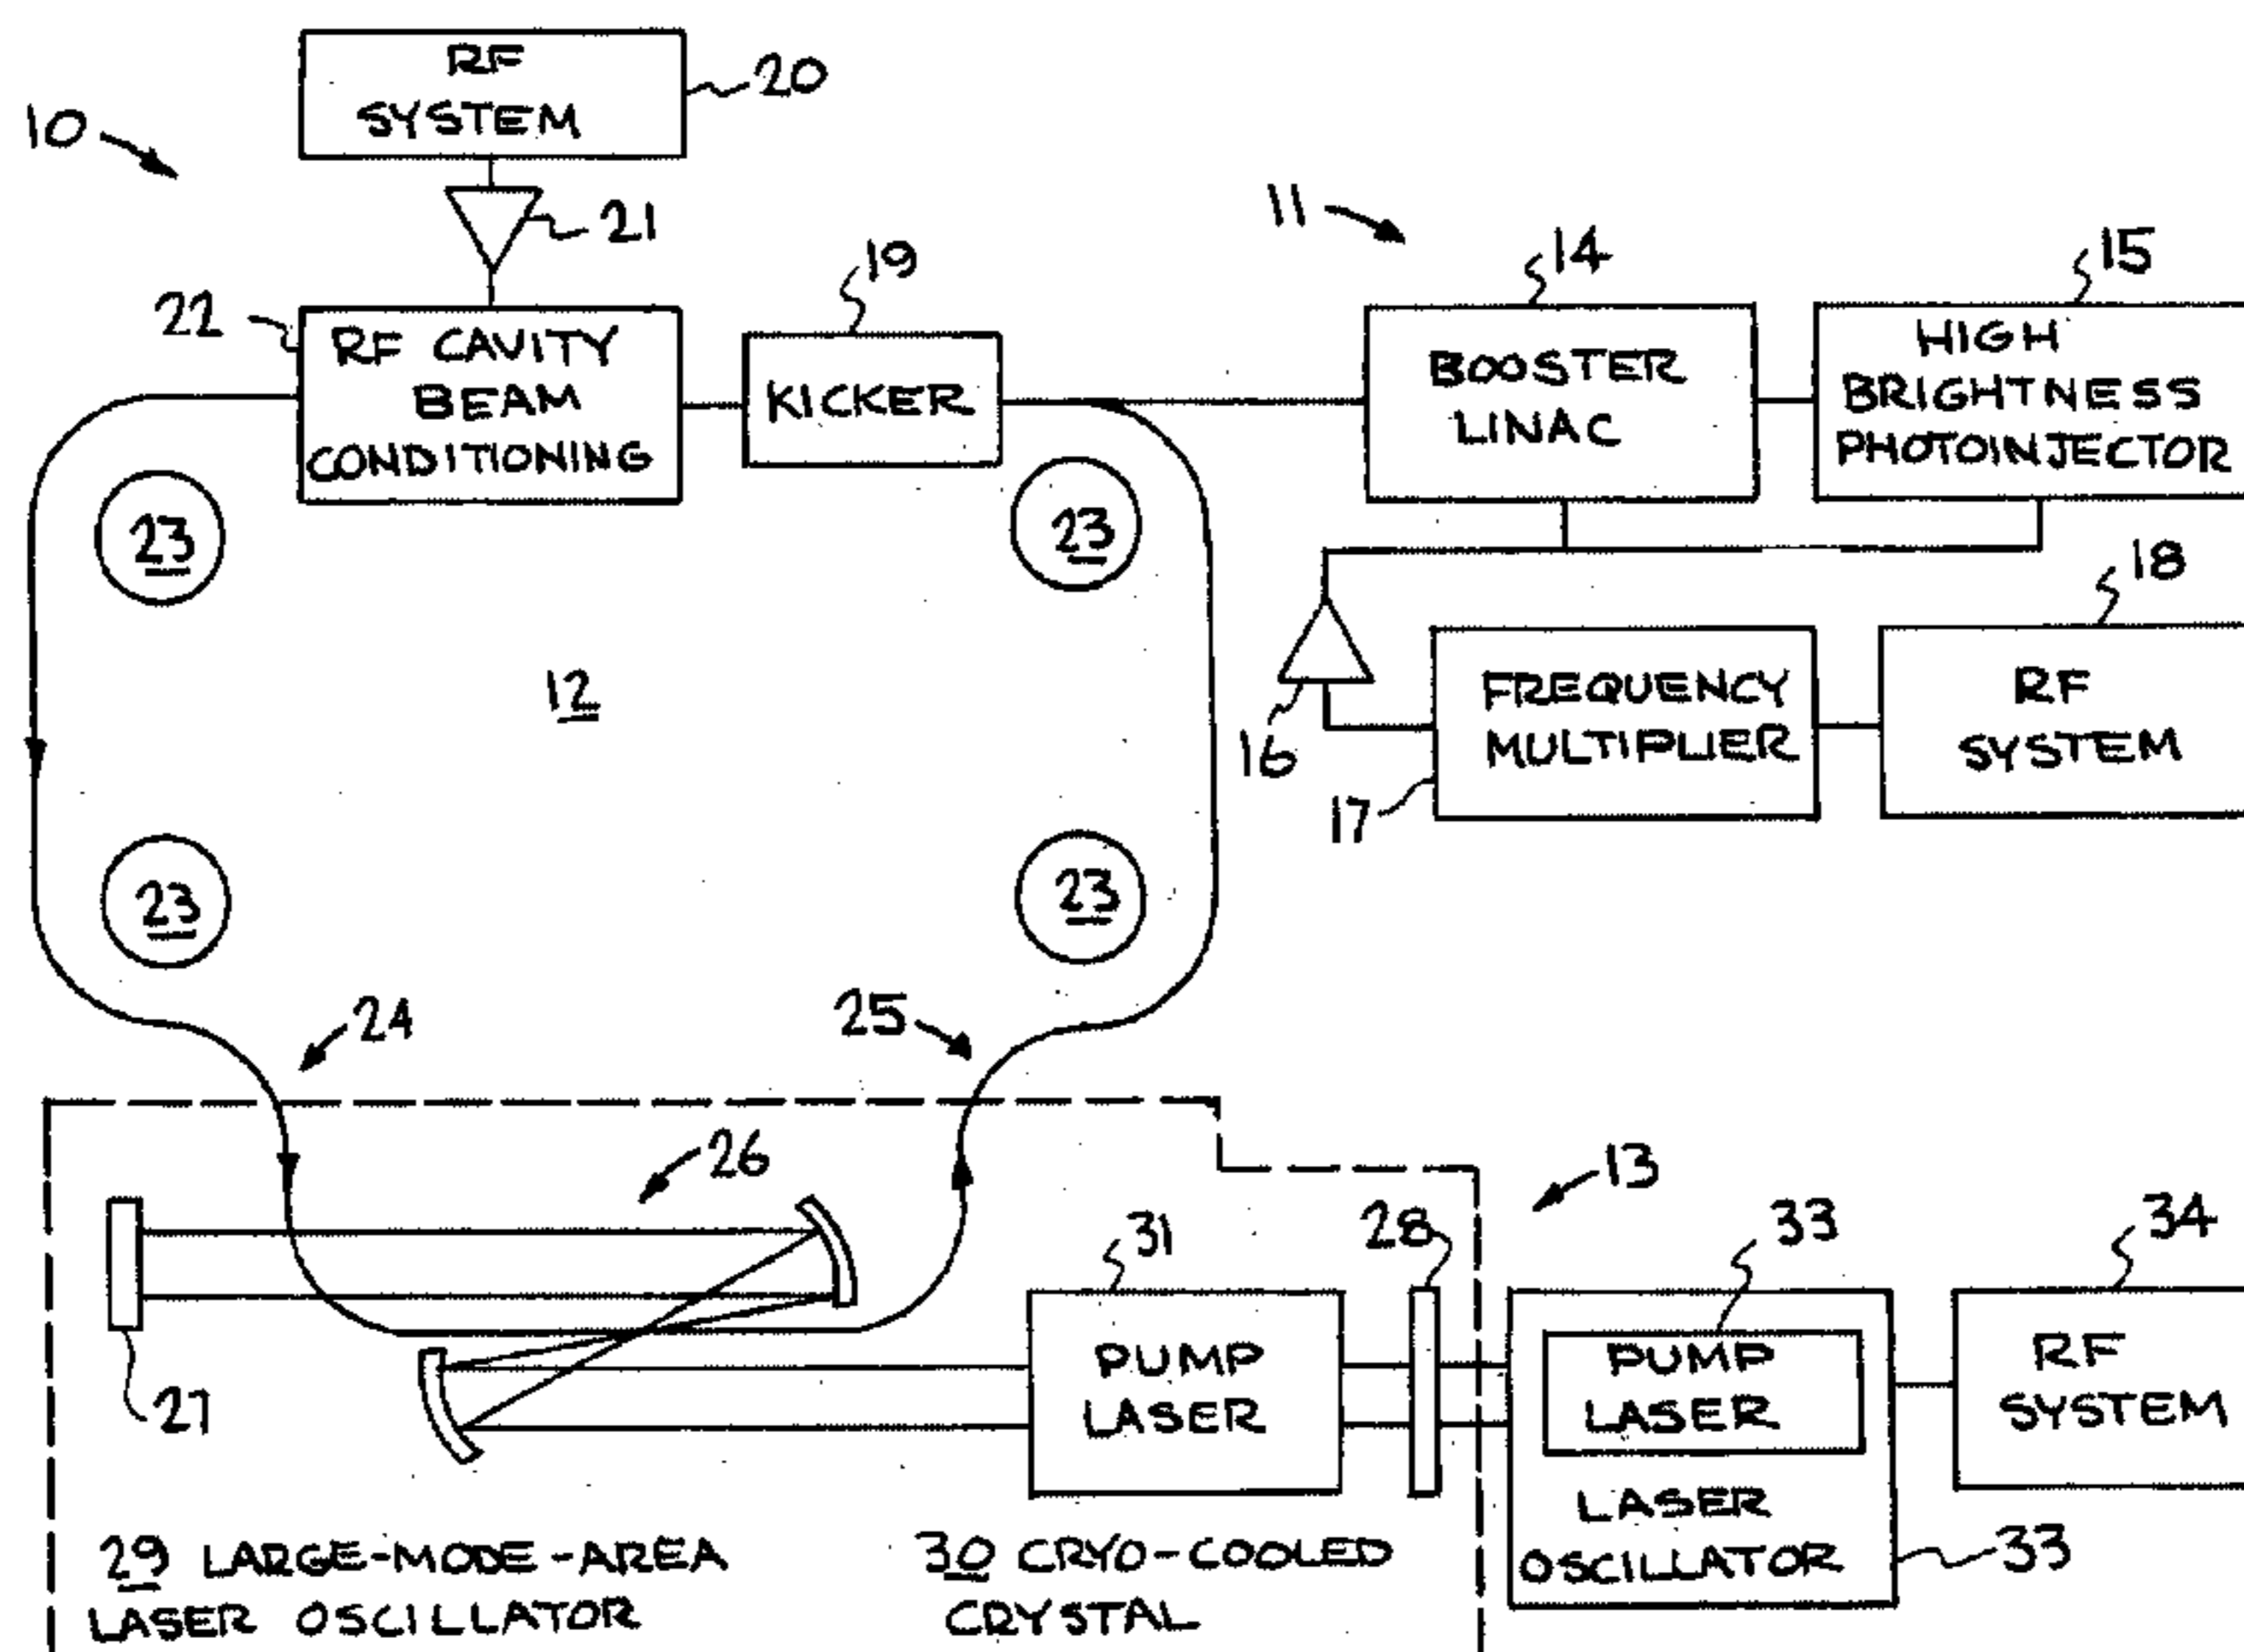 RF
SYSTEM
20
10
21
11
19
14
15
22
RF CAVITY
BEAM
CONDITIONING
KICKER
BOOSTER
LINAC
HIGH
BRIGHTNESS
PHOTOINJECTOR
23
23
18
12
16
FREQUENCY
MULTIPLIER
RF
SYSTEM
17
23
23
24
25
26
13
31
28
33
34
27
PUMP
LASER
PUMP
LASER
RF
SYSTEM
LASER
OSCILLATOR
33
29 LARGE-MODE-AREA
LASER OSCILLATOR
30 CRYO-COOLED
CRYSTAL